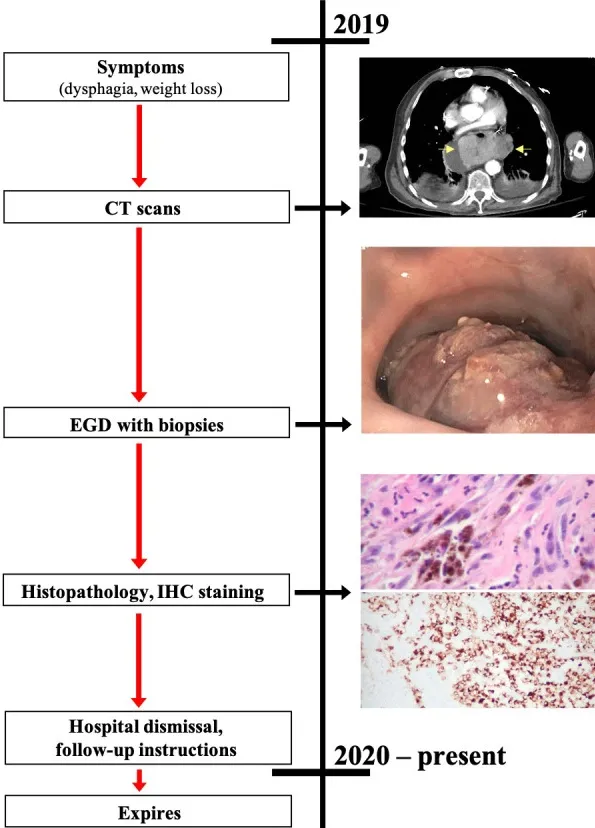 2019
Symptoms
(dysphagia, weight loss)
CT scans
EGD with biopsies
Histopathology, IHC staining
Hospital dismissal,
follow-up instructions
2020 – present
Expires